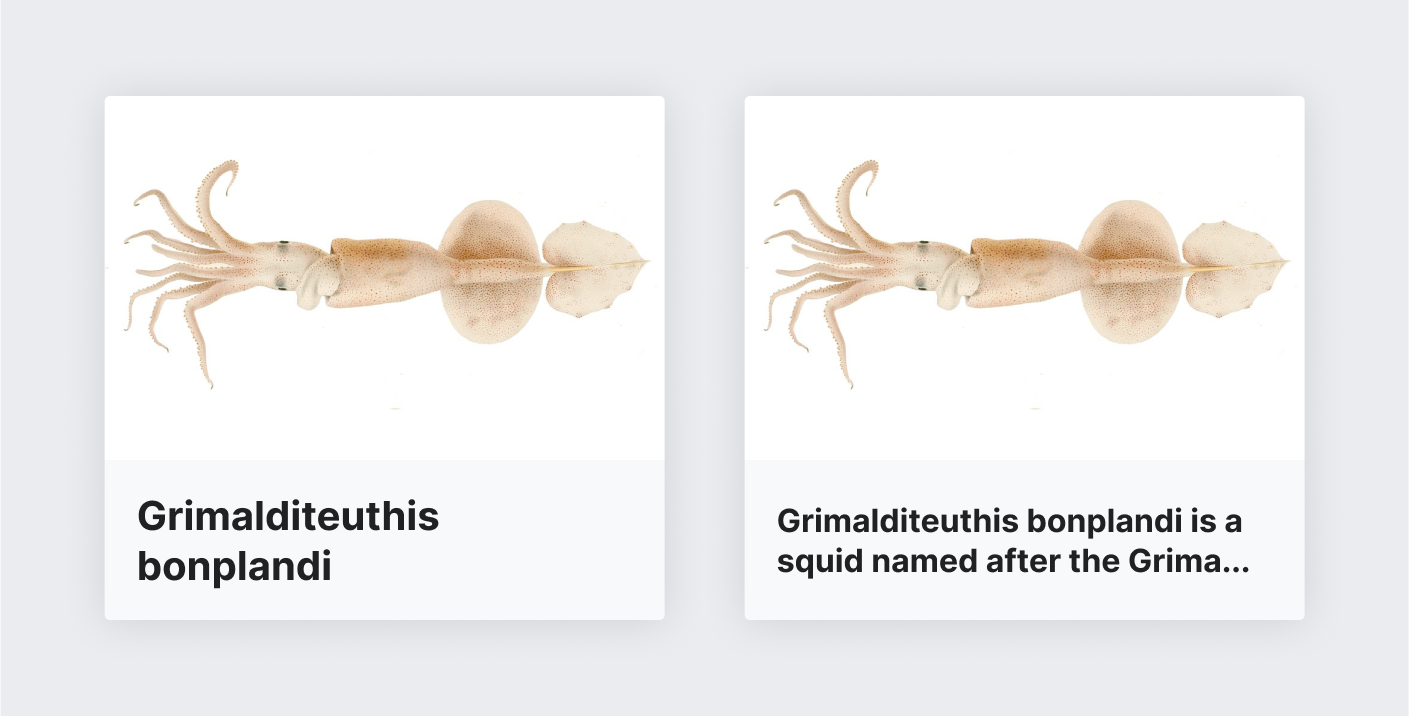 Grimalditeuthis
bonplandi
Grimalditeuthis bonplandi is a
squid named after the Grima...